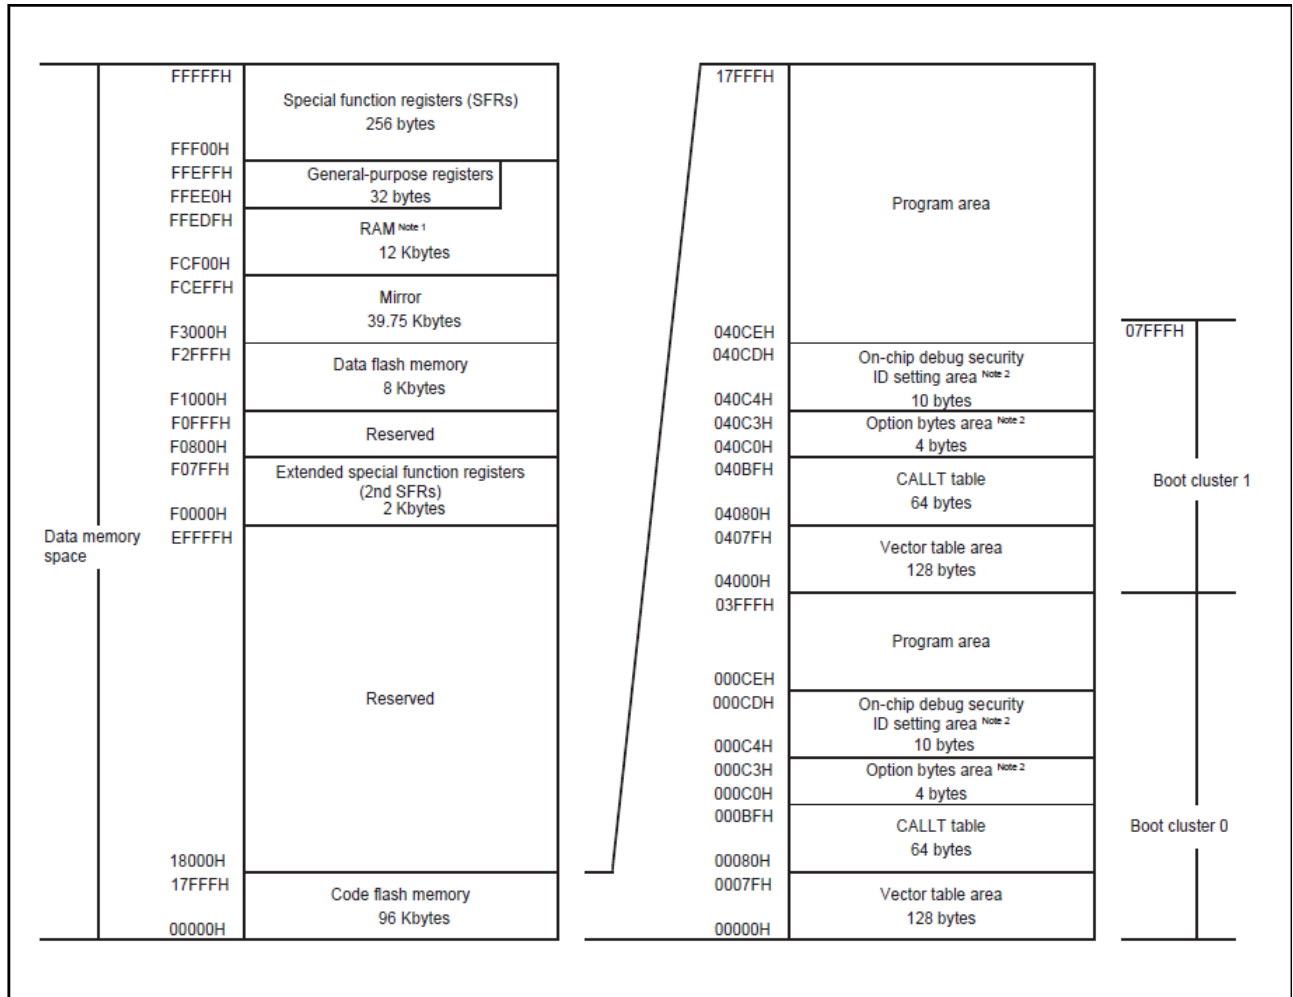 FFFFFH
Special function registers (SFRs)
256 bytes
FFF00H
FFEFFH
General-purpose registers
32 bytes
FFEE0H
FFEDFH
RAM Note 1
12 Kbytes
FCF00H
FCEFFH
Mirror
39.75 Kbytes
F3000H
F2FFFH
Data flash memory
8 Kbytes
F1000H
F0FFFH
Reserved
F0800H
F07FFH
Extended special function registers
(2nd SFRs)
2 Kbytes
F0000H
EFFFFH
Data memory
space
Reserved
18000H
17FFFH
Code flash memory
96 Kbytes
00000H
17FFFH
Program area
040CEH
040CDH
On-chip debug security
ID setting area Note 2
10 bytes
040C4H
040C3H
Option bytes area Note 2
4 bytes
040C0H
040BFH
CALLT table
64 bytes
04080H
0407FH
Vector table area
128 bytes
04000H
03FFFH
Program area
000CEH
000CDH
On-chip debug security
ID setting area Note 2
10 bytes
000C4H
000C3H
Option bytes area Note 2
4 bytes
000C0H
000BFH
CALLT table
64 bytes
00080H
0007FH
Vector table area
128 bytes
00000H
07FFFH
Boot cluster 1
Boot cluster 0